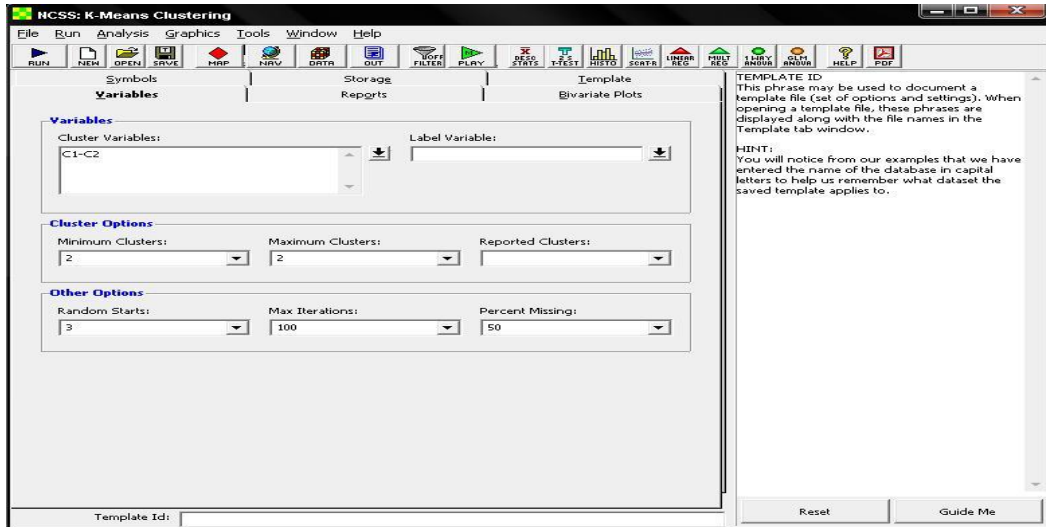 NCSS: K-Means Clustering
File Run Analysis Graphics Tools Window Help
RUN NEW OPEN SAVE MAP NAV DATA OUT OFF FILTER PLAY DESC STATS T-TEST HISTO SCAT-R LINEAR REG MULT REG 1 WAY ANOVA GLM ANOVA HELP PDF
Symbols Storage Template
Variables Reports Bivariate Plots
Variables
Cluster Variables: Label Variable:
C1-C2
Cluster Options
Minimum Clusters: Maximum Clusters: Reported Clusters:
2 2
Other Options
Random Starts: Max Iterations: Percent Missing:
3 100 50
Template Id:
TEMPLATE ID
This phrase may be used to document a
template file (set of options and settings). When
opening a template file, these phrases are
displayed along with the file names in the
Template tab window.
HINT:
You will notice from our examples that we have
entered the name of the database in capital
letters to help us remember what dataset the
saved template applies to.
Reset Guide Me